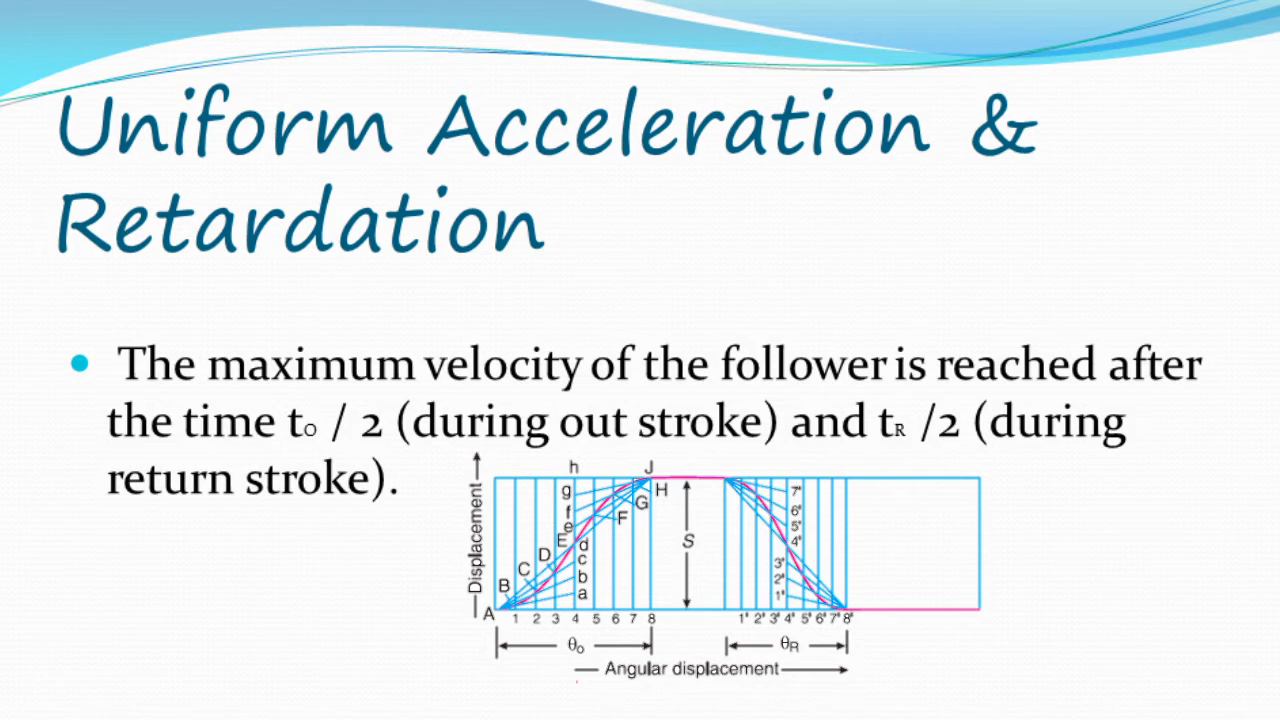 Uniform Acceleration &
Retardation
The maximum velocity of the follower is reached after
the time tO / 2 (during out stroke) and tR /2 (during
return stroke).
h J
g H
G
f F
e
E d
D c
C b
B a
A
Displacement
S
7" 6" 5" 4" 3" 2" 1"
1 2 3 4 5 6 7 8 1" 2" 3" 4" 5" 6" 7" 8"
θO θR
Angular displacement